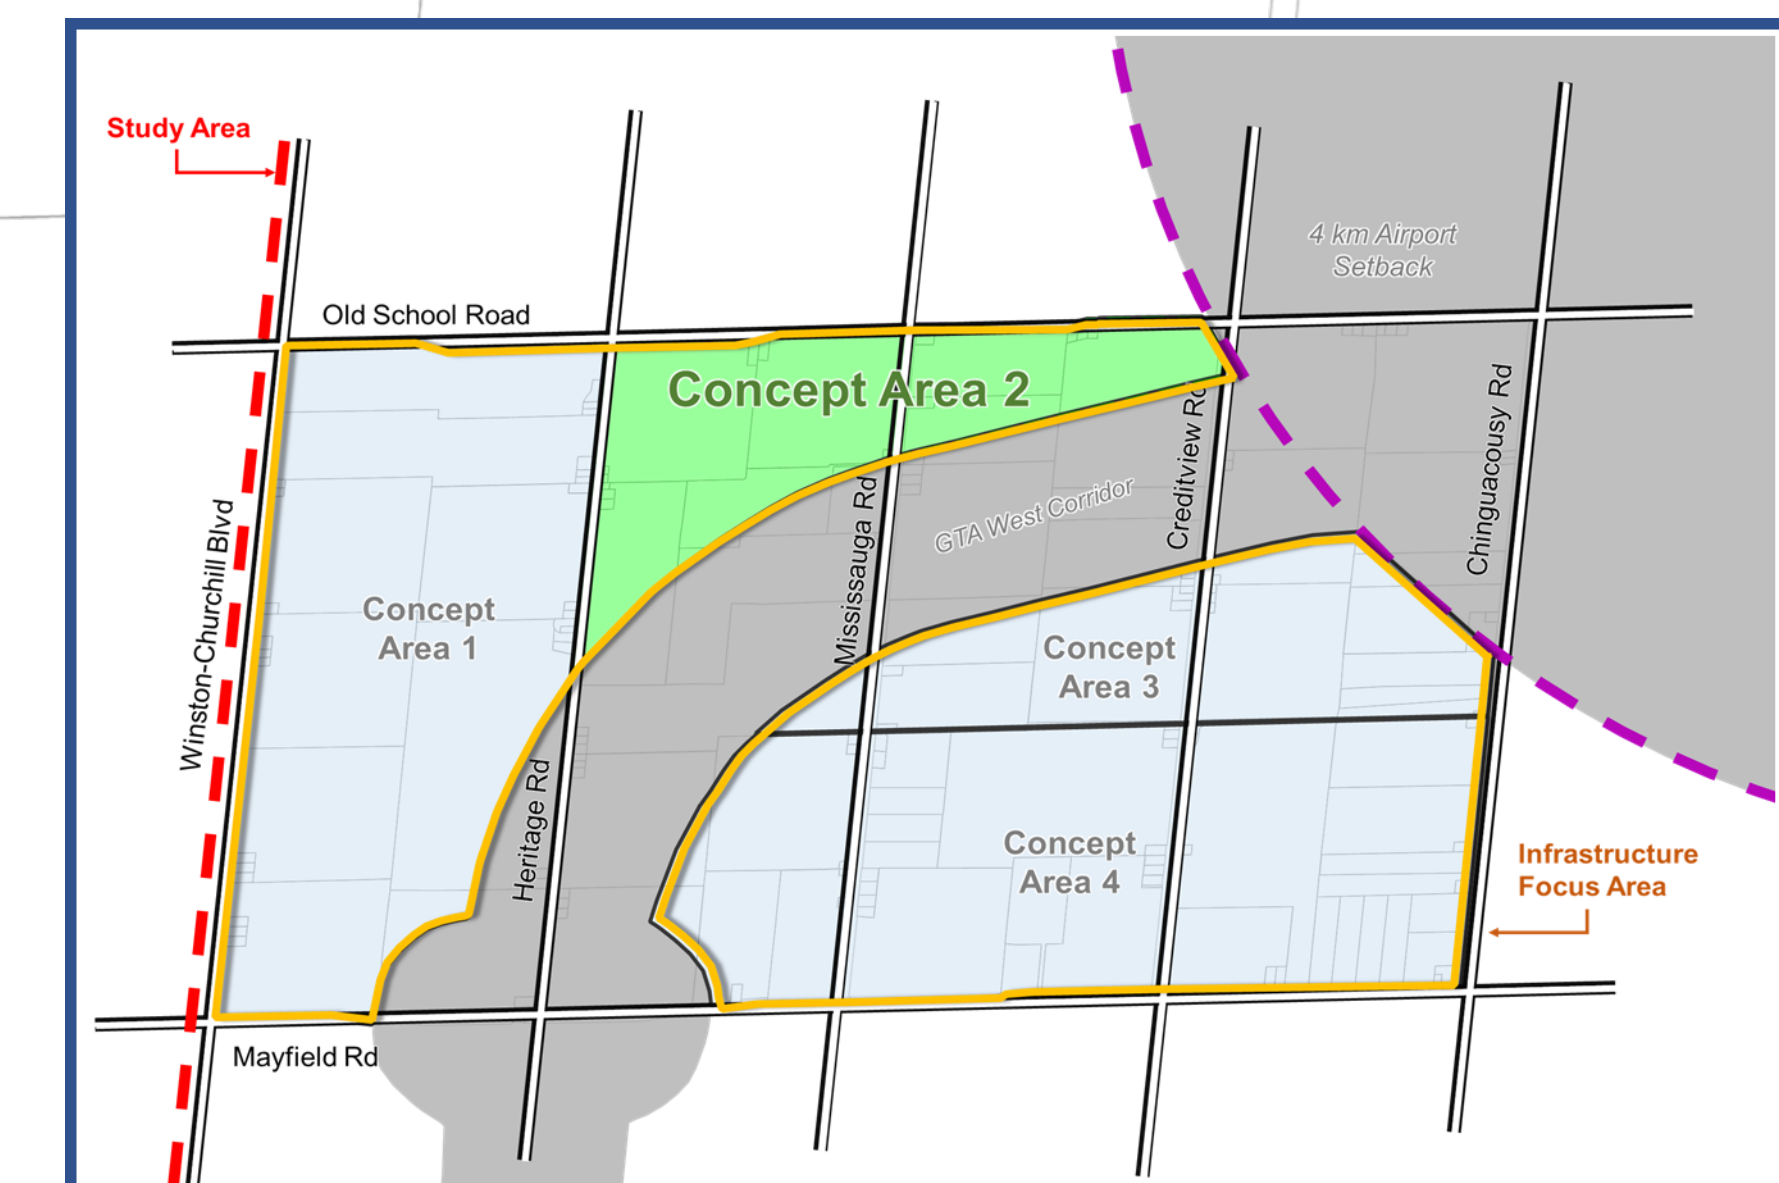 Study Area
4 km Airport
Setback
Old School Road
Concept Area 2
Creditview Rd
Chinguacousy Rd
Mississauga Rd
GTA West Corridor
Winston-Churchill Blvd
Concept
Area 1
Concept
Area 3
Heritage Rd
Concept
Area 4
Infrastructure
Focus Area
Mayfield Rd